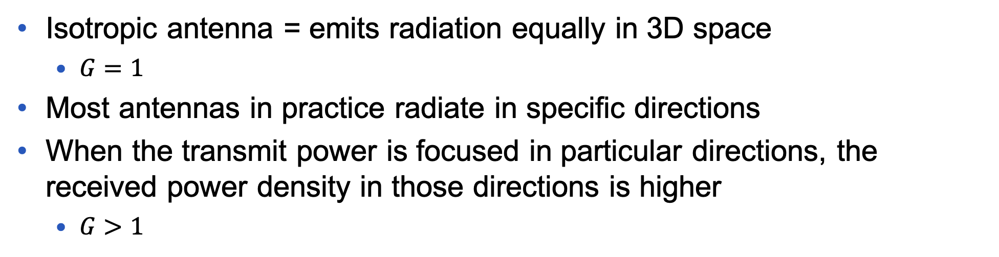 • Isotropic antenna = emits radiation equally in 3D space
• G = 1
• Most antennas in practice radiate in specific directions
• When the transmit power is focused in particular directions, the
received power density in those directions is higher
• G > 1